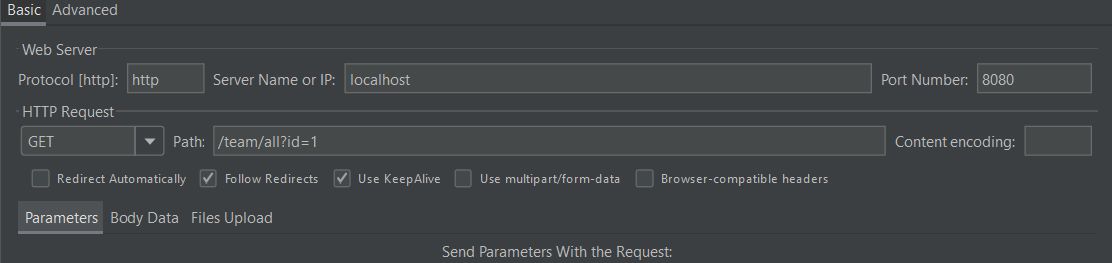 Basic Advanced
Web Server
Protocol [http]: http Server Name or IP: localhost Port Number: 8080
HTTP Request
GET Path: /team/all?id=1 Content encoding:
Redirect Automatically Follow Redirects Use KeepAlive Use multipart/form-data Browser-compatible headers
Parameters Body Data Files Upload
Send Parameters With the Request: